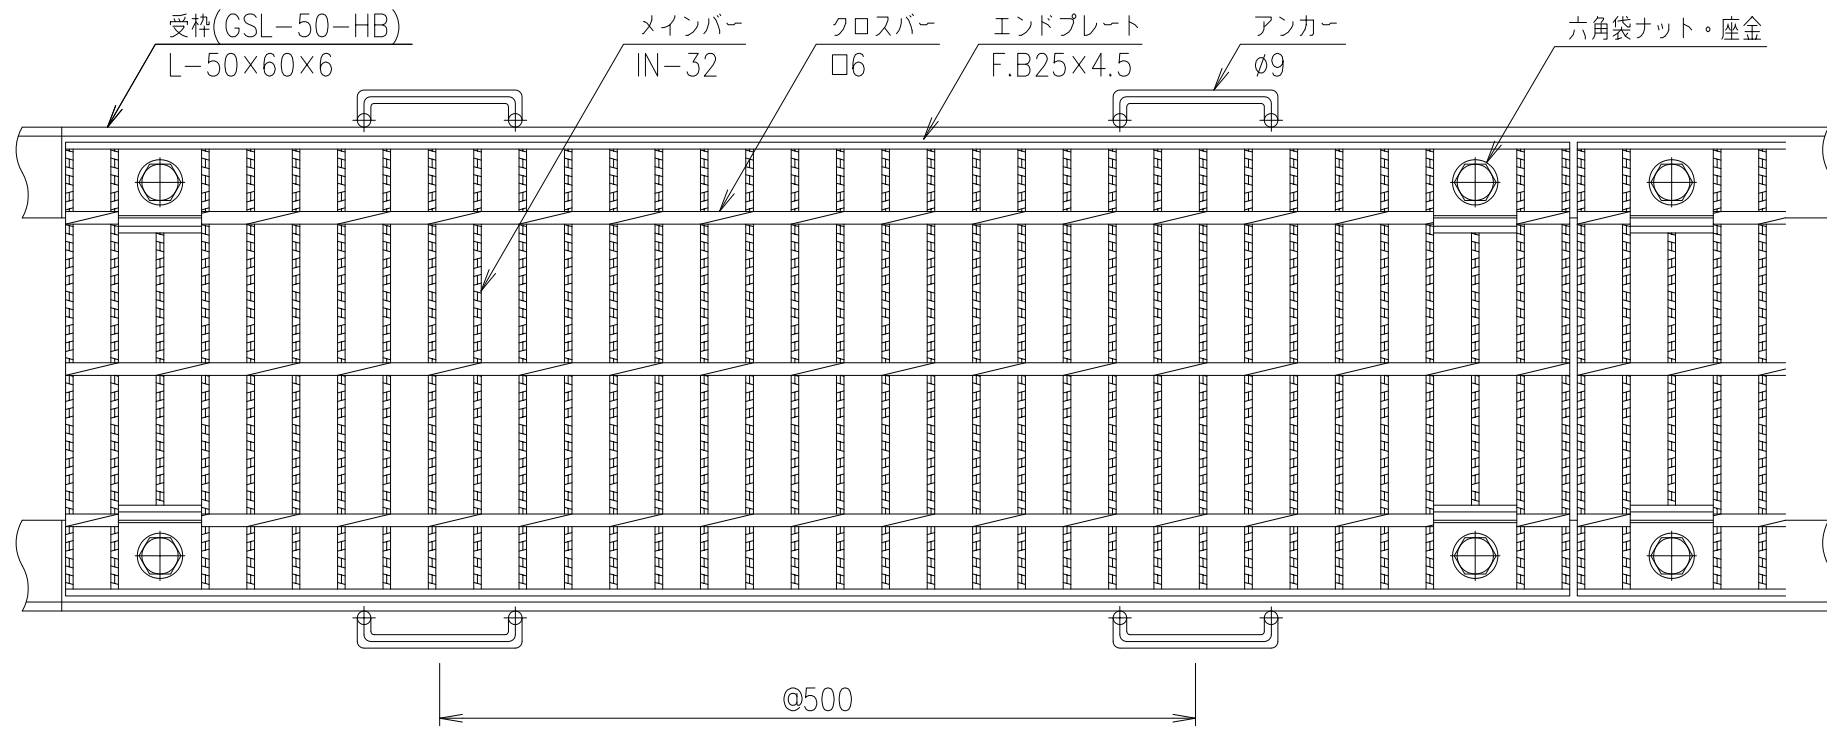 受枠(GSL-50-HB)
L-50×60×6
メインバー
IN-32
クロスバー
□6
エンドプレート
F.B25×4.5
アンカー
φ9
六角袋ナット・座金
@500